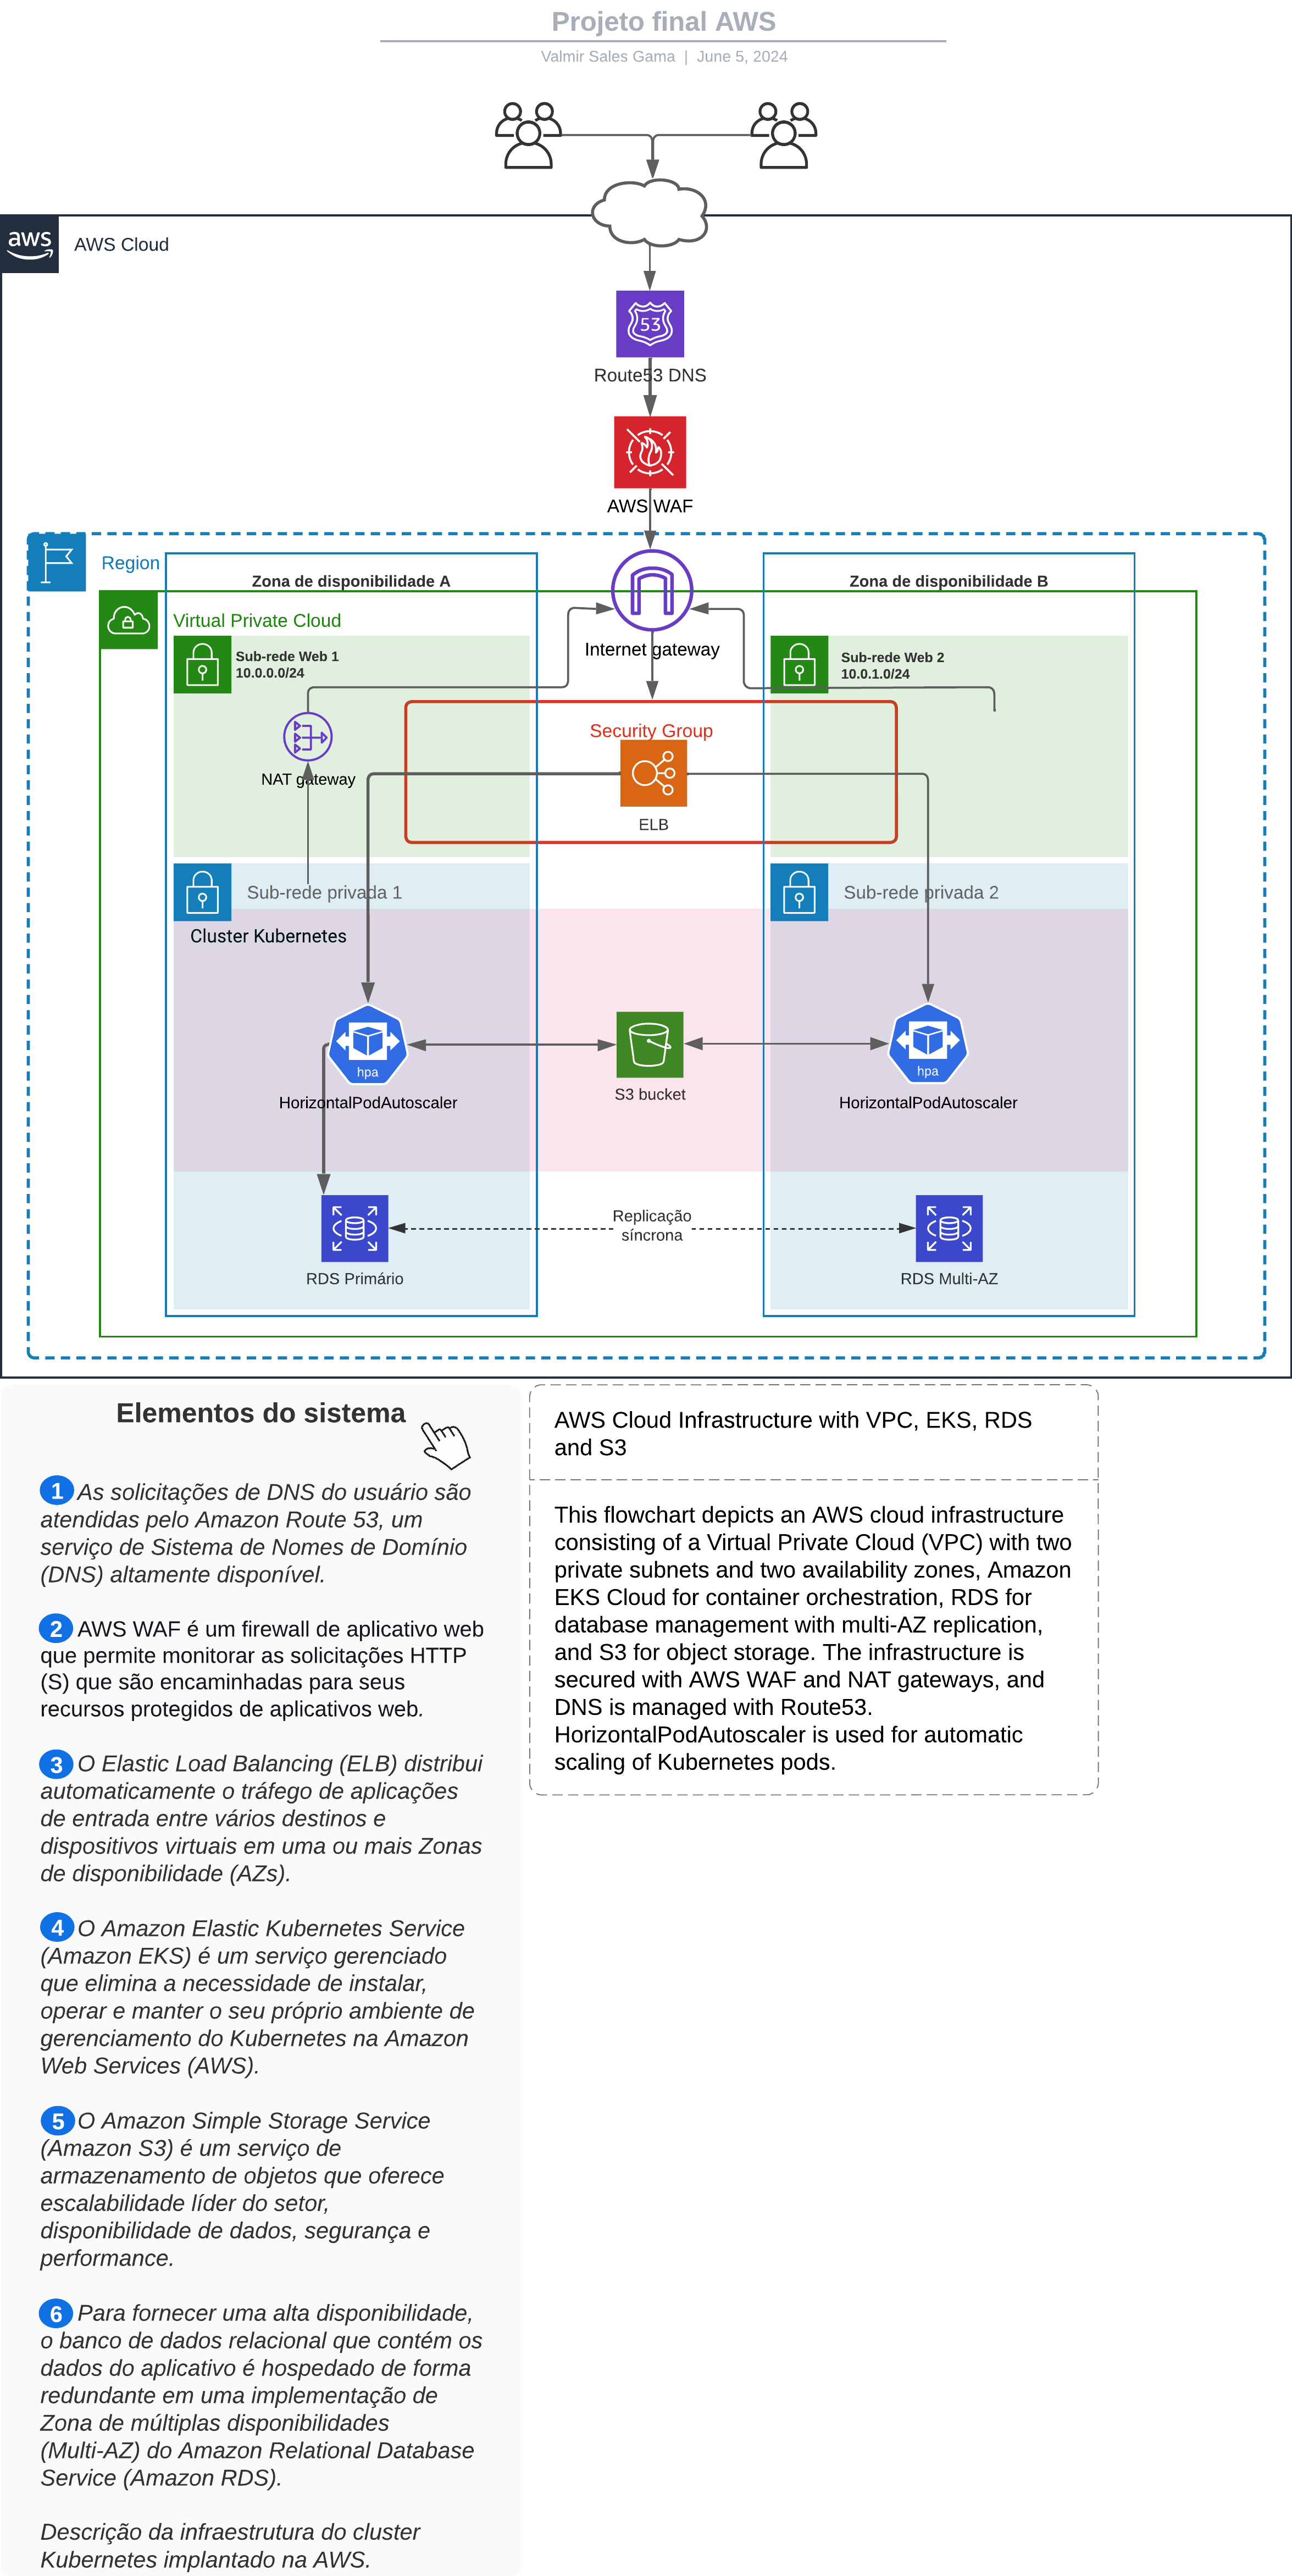 Projeto final AWS
Valmir Sales Gama | June 5, 2024
aws
AWS Cloud
53
Route53 DNS
AWS WAF
Region
Zona de disponibilidade A
Zona de disponibilidade B
Virtual Private Cloud
Internet gateway
Sub-rede Web 1
10.0.0.0/24
Sub-rede Web 2
10.0.1.0/24
Security Group
NAT gateway
ELB
Sub-rede privada 1
Sub-rede privada 2
Cluster Kubernetes
hpa
HorizontalPodAutoscaler
S3 bucket
hpa
HorizontalPodAutoscaler
Replicação
síncrona
RDS Primário
RDS Multi-AZ
Elementos do sistema
1 As solicitações de DNS do usuário são
atendidas pelo Amazon Route 53, um
serviço de Sistema de Nomes de Domínio
(DNS) altamente disponível.
2 AWS WAF é um firewall de aplicativo web
que permite monitorar as solicitações HTTP
(S) que são encaminhadas para seus
recursos protegidos de aplicativos web.
3 O Elastic Load Balancing (ELB) distribui
automaticamente o tráfego de aplicações
de entrada entre vários destinos e
dispositivos virtuais em uma ou mais Zonas
de disponibilidade (AZs).
4 O Amazon Elastic Kubernetes Service
(Amazon EKS) é um serviço gerenciado
que elimina a necessidade de instalar,
operar e manter o seu próprio ambiente de
gerenciamento do Kubernetes na Amazon
Web Services (AWS).
5 O Amazon Simple Storage Service
(Amazon S3) é um serviço de
armazenamento de objetos que oferece
escalabilidade líder do setor,
disponibilidade de dados, segurança e
performance.
6 Para fornecer uma alta disponibilidade,
o banco de dados relacional que contém os
dados do aplicativo é hospedado de forma
redundante em uma implementação de
Zona de múltiplas disponibilidades
(Multi-AZ) do Amazon Relational Database
Service (Amazon RDS).
Descrição da infraestrutura do cluster
Kubernetes implantado na AWS.
AWS Cloud Infrastructure with VPC, EKS, RDS
and S3
This flowchart depicts an AWS cloud infrastructure
consisting of a Virtual Private Cloud (VPC) with two
private subnets and two availability zones, Amazon
EKS Cloud for container orchestration, RDS for
database management with multi-AZ replication,
and S3 for object storage. The infrastructure is
secured with AWS WAF and NAT gateways, and
DNS is managed with Route53.
HorizontalPodAutoscaler is used for automatic
scaling of Kubernetes pods.